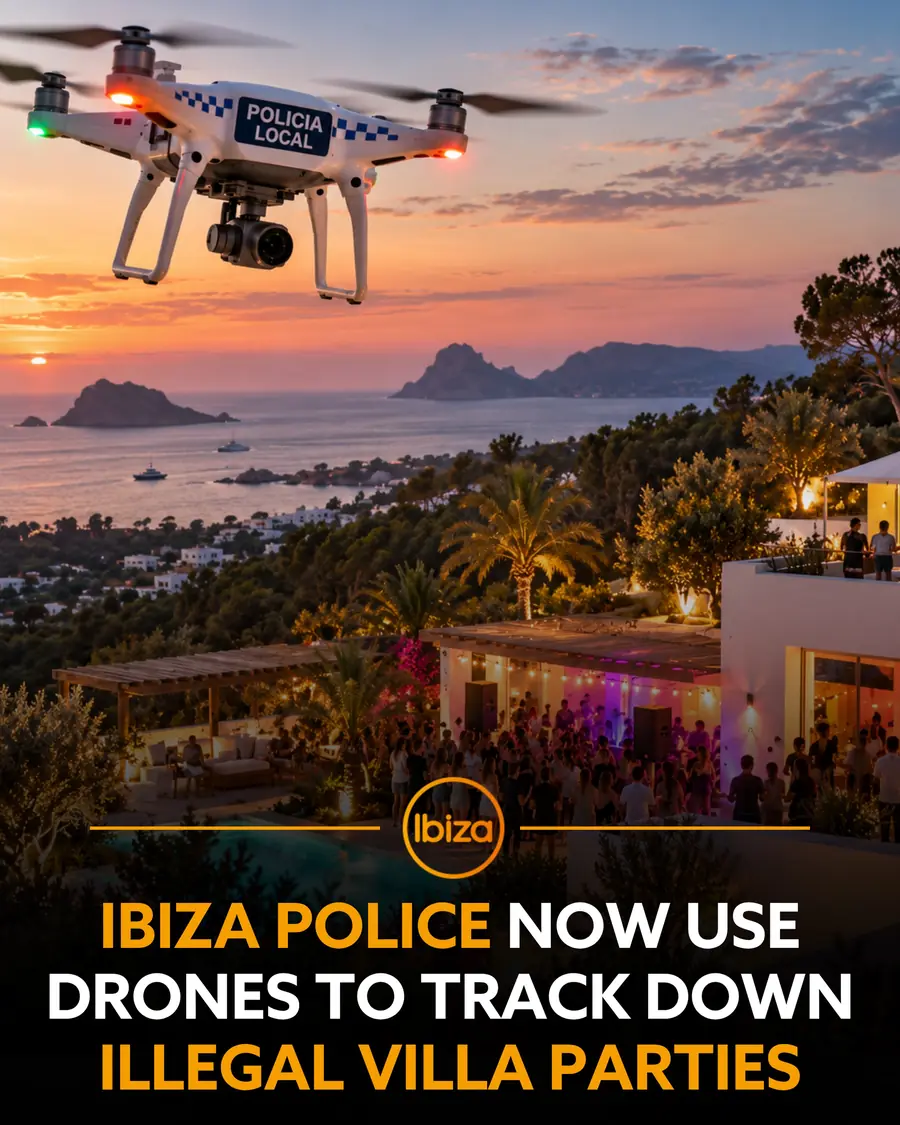 POLICIA
LOCAL
Ibiza
IBIZA POLICE NOW USE
DRONES TO TRACK DOWN
ILLEGAL VILLA PARTIES